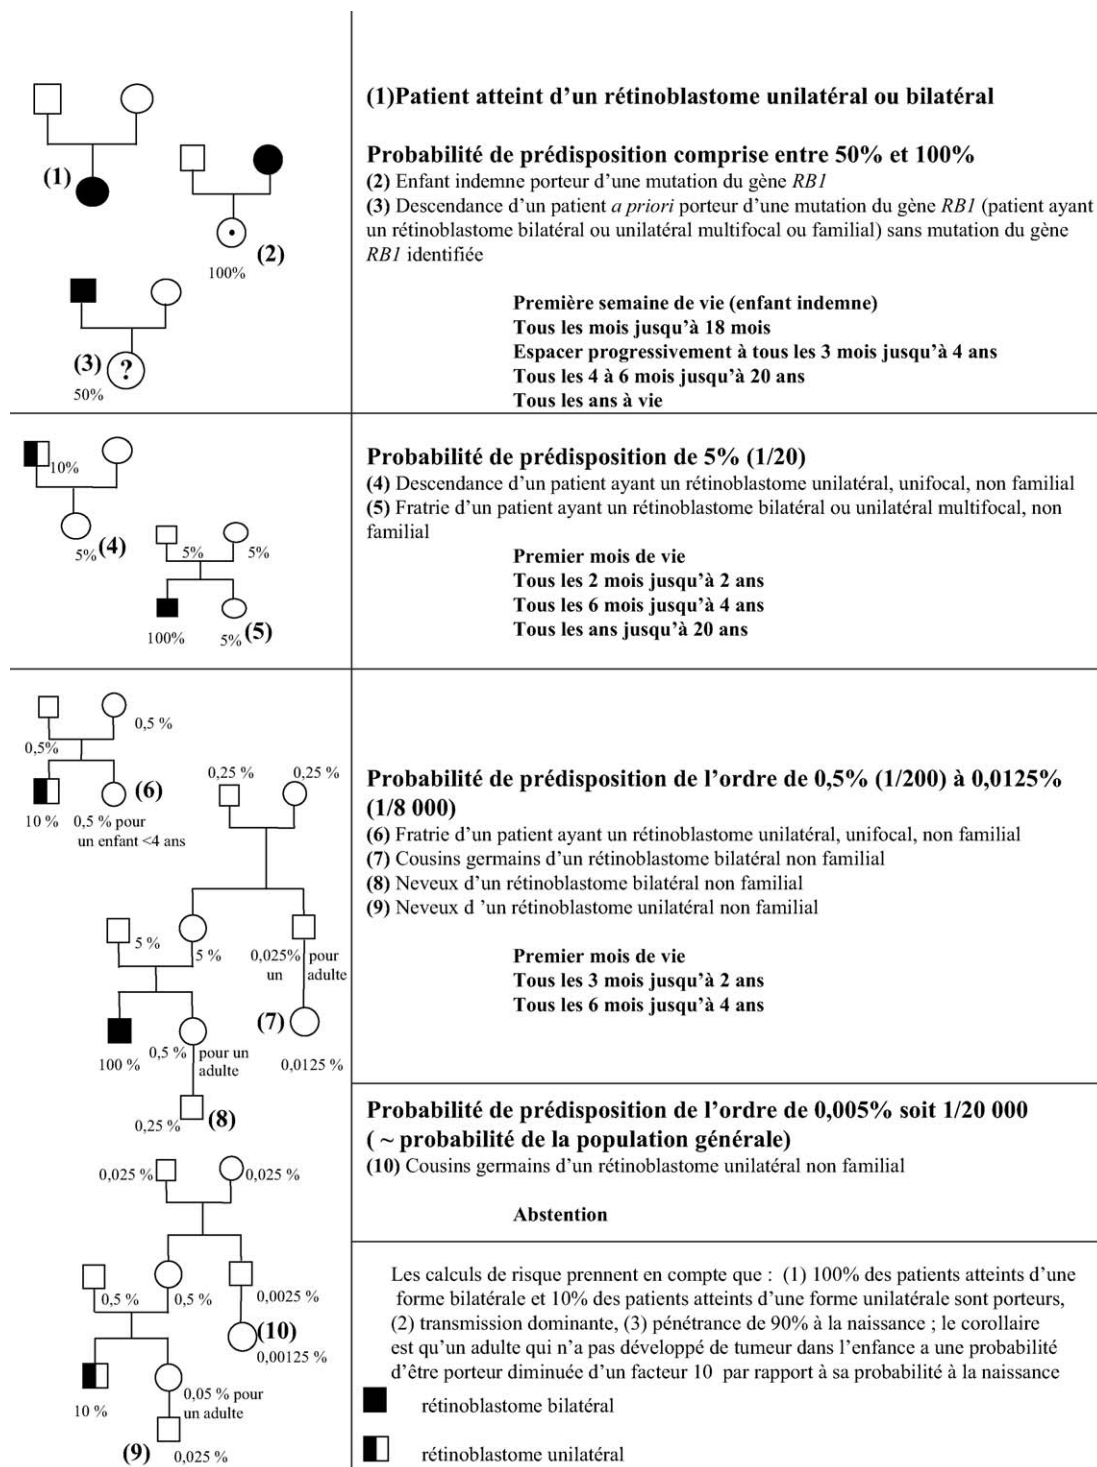 (1)Patient atteint d'un rétinoblastome unilatéral ou bilatéral
Probabilité de prédisposition comprise entre 50% et 100%
(2) Enfant indemne porteur d'une mutation du gène RB1
(3) Descendance d'un patient a priori porteur d'une mutation du gène RB1 (patient ayant
un rétinoblastome bilatéral ou unilatéral multifocal ou familial) sans mutation du gène
RB1 identifiée
Première semaine de vie (enfant indemne)
Tous les mois jusqu'à 18 mois
Espacer progressivement à tous les 3 mois jusqu'à 4 ans
Tous les 4 à 6 mois jusqu'à 20 ans
Tous les ans à vie
(1)
(2)
100%
(3)
?
50%
Probabilité de prédisposition de 5% (1/20)
(4) Descendance d'un patient ayant un rétinoblastome unilatéral, unifocal, non familial
(5) Fratrie d'un patient ayant un rétinoblastome bilatéral ou unilatéral multifocal, non
familial
Premier mois de vie
Tous les 2 mois jusqu'à 2 ans
Tous les 6 mois jusqu'à 4 ans
Tous les ans jusqu'à 20 ans
10%
5% (4)
5%
5%
100%
5% (5)
Probabilité de prédisposition de l'ordre de 0,5% (1/200) à 0,0125%
(1/8 000)
(6) Fratrie d'un patient ayant un rétinoblastome unilatéral, unifocal, non familial
(7) Cousins germains d'un rétinoblastome bilatéral non familial
(8) Neveux d'un rétinoblastome bilatéral non familial
(9) Neveux d 'un rétinoblastome unilatéral non familial
Premier mois de vie
Tous les 3 mois jusqu'à 2 ans
Tous les 6 mois jusqu'à 4 ans
0,5 %
0,5%
(6)
10 %
0,5 % pour
un enfant <4 ans
0,25 %
0,25 %
5 %
5 %
0,025% pour
un adulte
(7)
100 %
0,5 % pour un
adulte
0,0125 %
0,25 %
(8)
Probabilité de prédisposition de l'ordre de 0,005% soit 1/20 000
( ~ probabilité de la population générale)
(10) Cousins germains d'un rétinoblastome unilatéral non familial
Abstention
0,025 %
0,025 %
0,5 %
0,5 %
0,0025 %
(10)
0,00125 %
10 %
0,05 % pour
un adulte
(9)
0,025 %
Les calculs de risque prennent en compte que : (1) 100% des patients atteints d'une
forme bilatérale et 10% des patients atteints d'une forme unilatérale sont porteurs,
(2) transmission dominante, (3) pénétrance de 90% à la naissance ; le corollaire
est qu'un adulte qui n'a pas développé de tumeur dans l'enfance a une probabilité
d'être porteur diminuée d'un facteur 10 par rapport à sa probabilité à la naissance
rétinoblastome bilatéral
rétinoblastome unilatéral